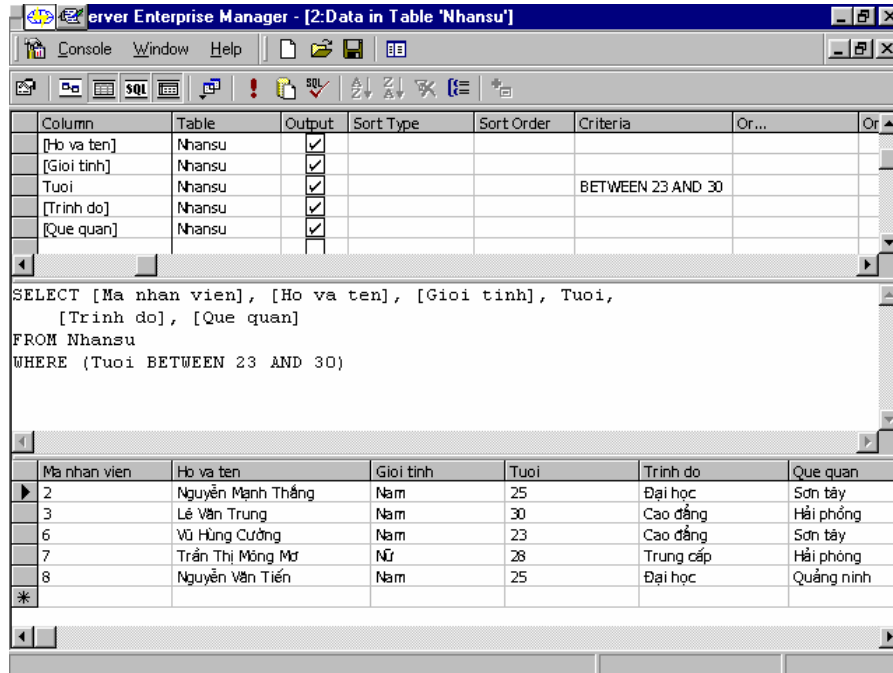 erver Enterprise Manager - [2:Data in Table 'Nhansu']
Console Window Help
SQL SQL
Column Table Output Sort Type Sort Order Criteria Or... Or
[Ho va ten] Nhansu
[Gioi tinh] Nhansu
Tuoi Nhansu BETWEEN 23 AND 30
[Trinh do] Nhansu
[Que quan] Nhansu
SELECT [Ma nhan vien], [Ho va ten], [Gioi tinh], Tuoi,
[Trinh do], [Que quan]
FROM Nhansu
WHERE (Tuoi BETWEEN 23 AND 30)
Ma nhan vien Ho va ten Gioi tinh Tuoi Trinh do Que quan
2 Nguyễn Mạnh Thắng Nam 25 Đại học Sơn tây
3 Lê Văn Trung Nam 30 Cao đẳng Hải phồng
6 Vũ Hùng Cường Nam 23 Cao đẳng Sơn tây
7 Trần Thị Mông Mơ Nữ 28 Trung cấp Hải phòng
8 Nguyễn Văn Tiến Nam 25 Đại học Quảng ninh